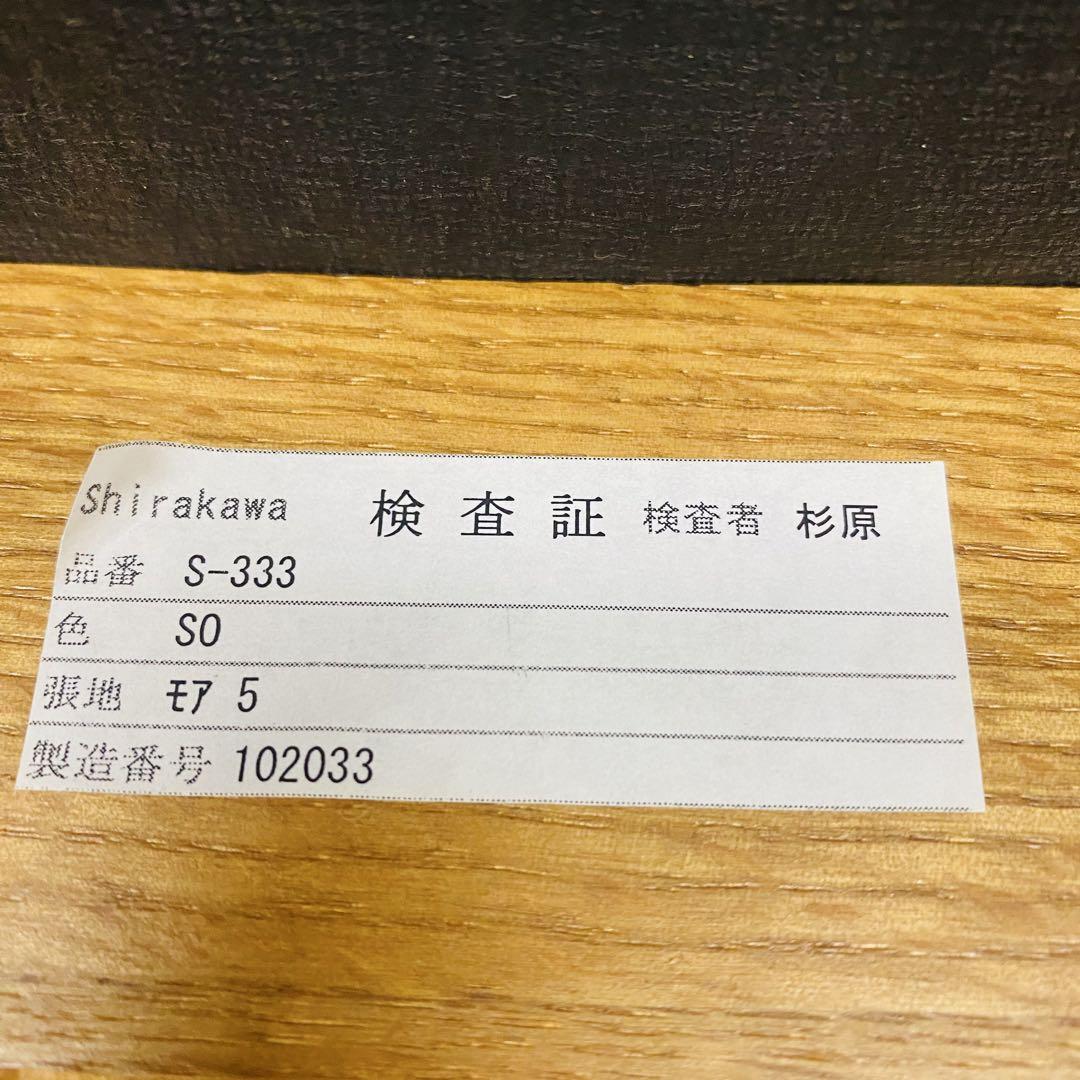 Shirakawa 検査証 検査者 杉原
品番 S-333
色 SO
張地 ﾓｱ 5
製造番号 102033